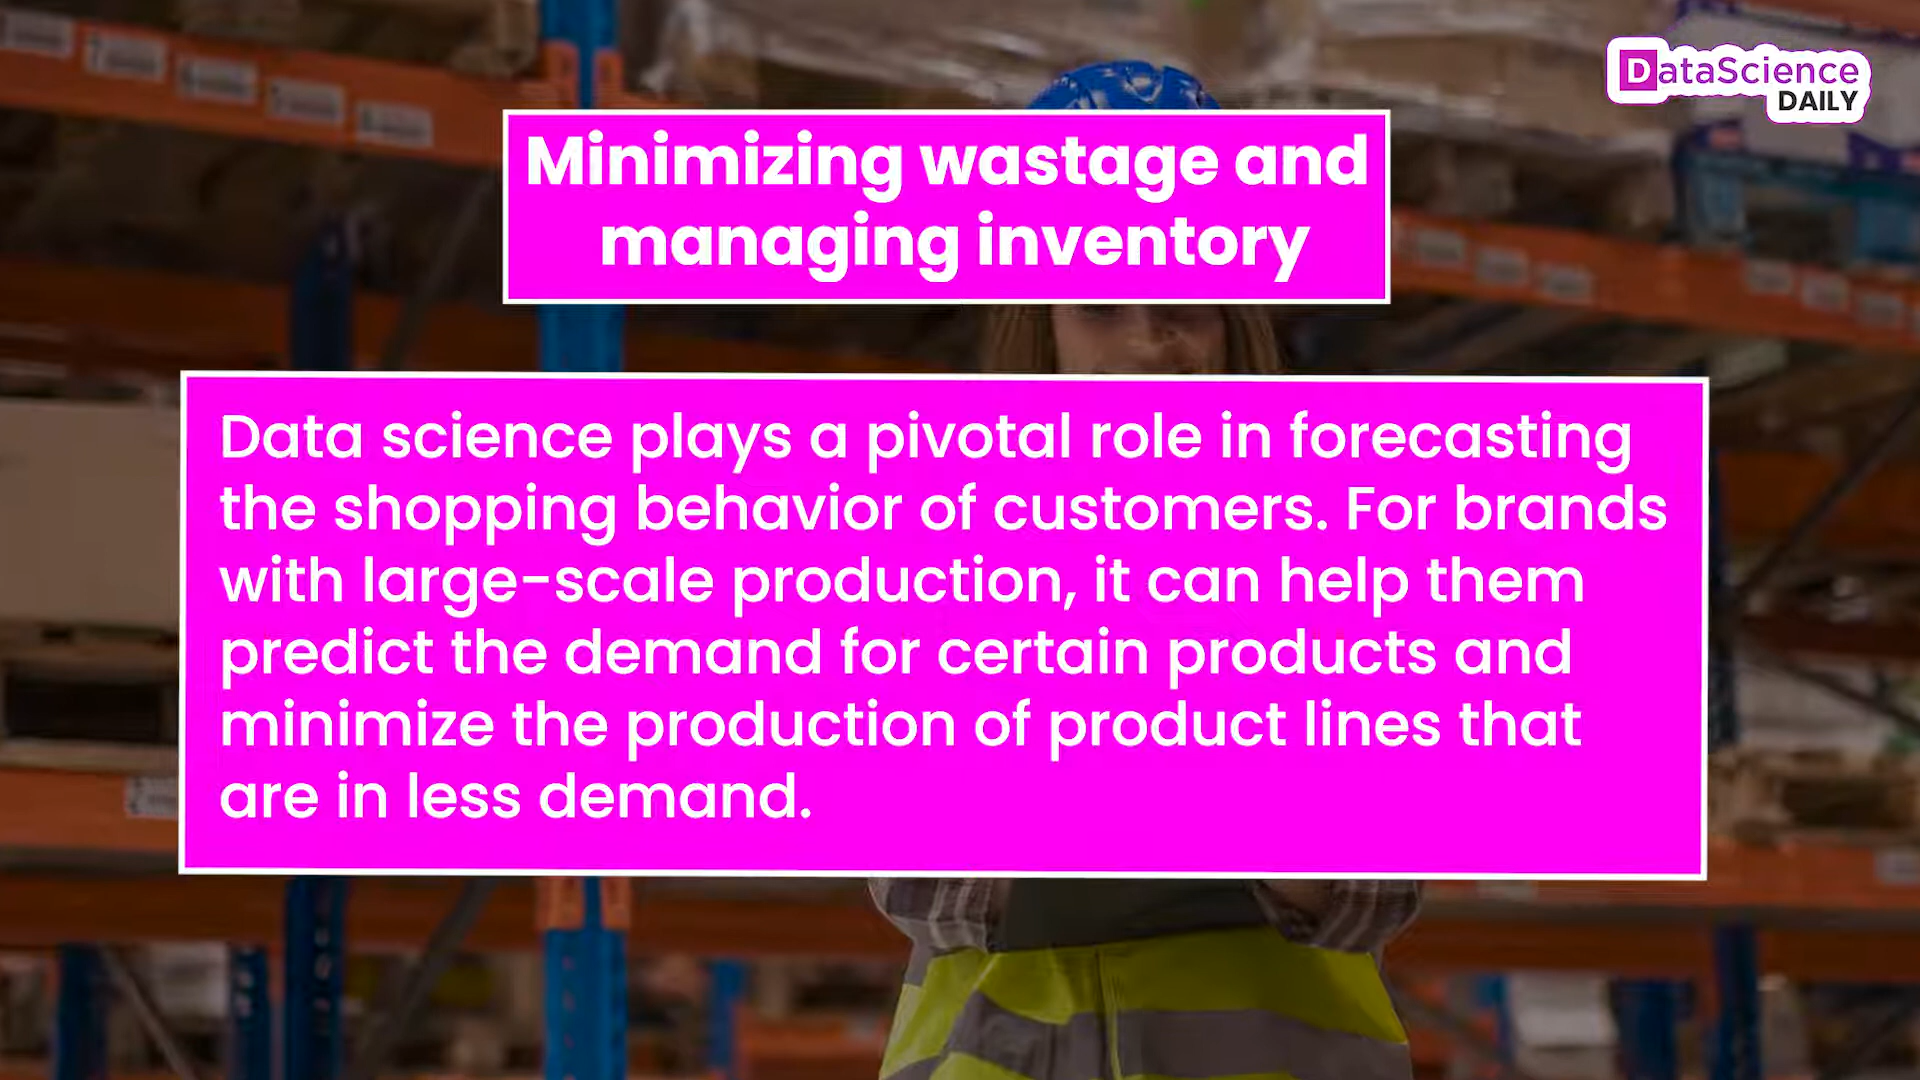 DataScience
DAILY
Minimizing wastage and
managing inventory
Data science plays a pivotal role in forecasting
the shopping behavior of customers. For brands
with large-scale production, it can help them
predict the demand for certain products and
minimize the production of product lines that
are in less demand.